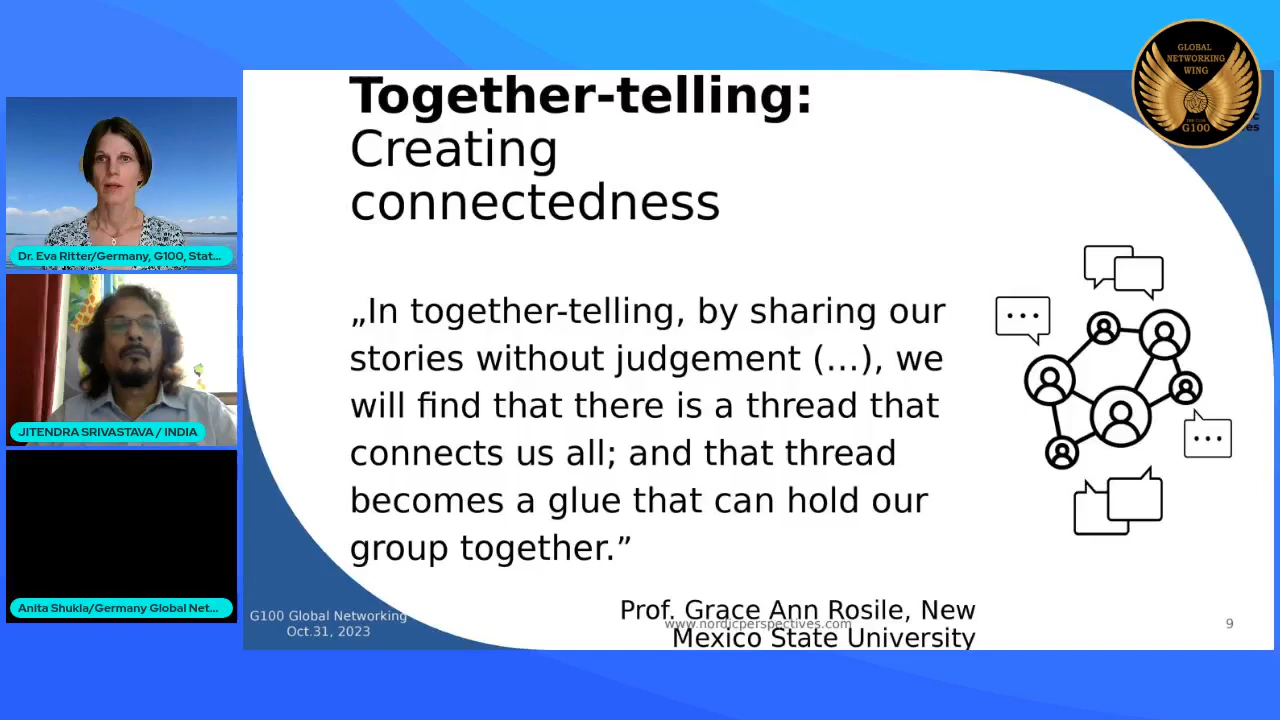 Together-telling:
Creating
connectedness
„In together-telling, by sharing our
stories without judgement (...), we
will find that there is a thread that
connects us all; and that thread
becomes a glue that can hold our
group together.”
Prof. Grace Ann Rosile, New
Mexico State University
www.nordicperspectives.com
G100 Global Networking
Oct.31, 2023
9
GLOBAL
NETWORKING
WING
G100
Dr. Eva Ritter/Germany, G100, Stat...
JITENDRA SRIVASTAVA / INDIA
Anita Shukla/Germany Global Net...